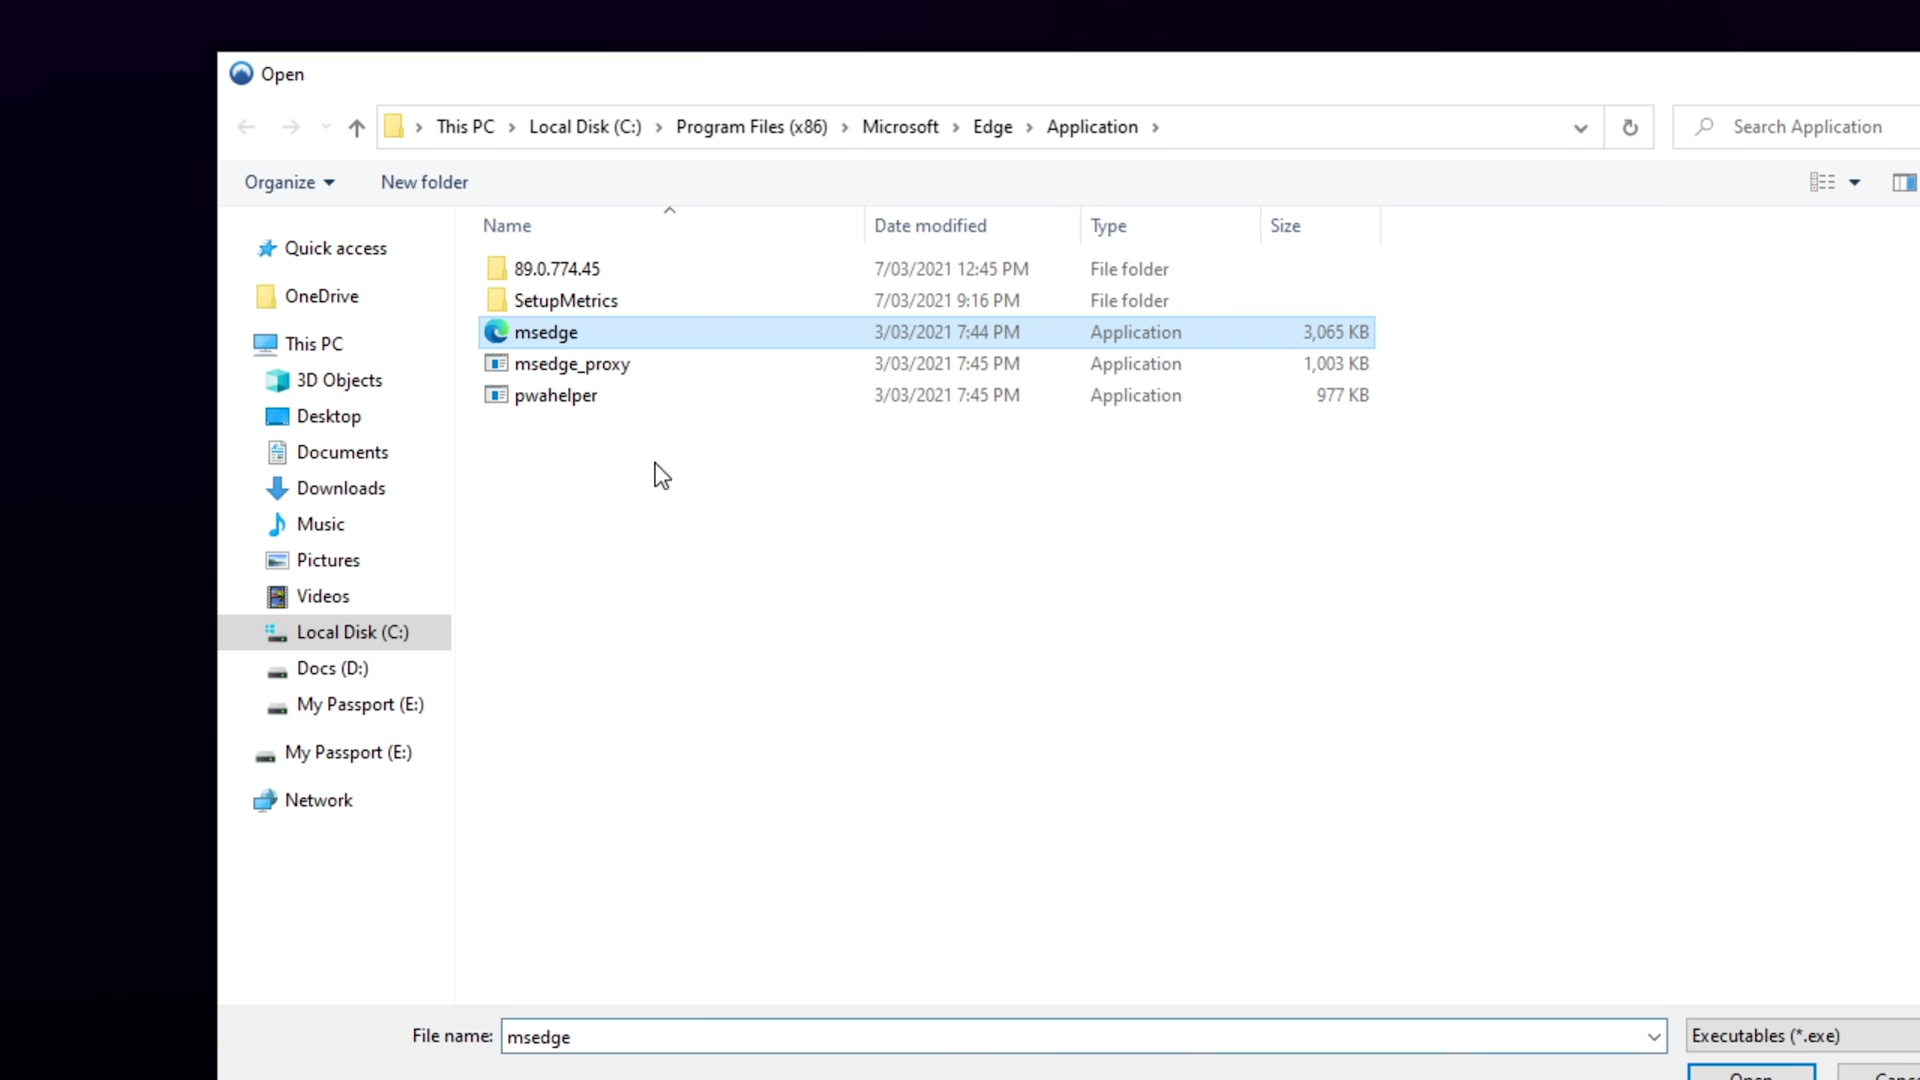 Open
This PC > Local Disk (C:) > Program Files (x86) > Microsoft > Edge > Application >
Search Application
Organize
New folder
Name Date modified Type Size
Quick access
OneDrive
This PC
3D Objects
Desktop
Documents
Downloads
Music
Pictures
Videos
Local Disk (C:)
Docs (D:)
My Passport (E:)
My Passport (E:)
Network
89.0.774.45 7/03/2021 12:45 PM File folder
SetupMetrics 7/03/2021 9:16 PM File folder
msedge 3/03/2021 7:44 PM Application 3,065 KB
msedge_proxy 3/03/2021 7:45 PM Application 1,003 KB
pwahelper 3/03/2021 7:45 PM Application 977 KB
File name: msedge
Executables (*.exe)
Open